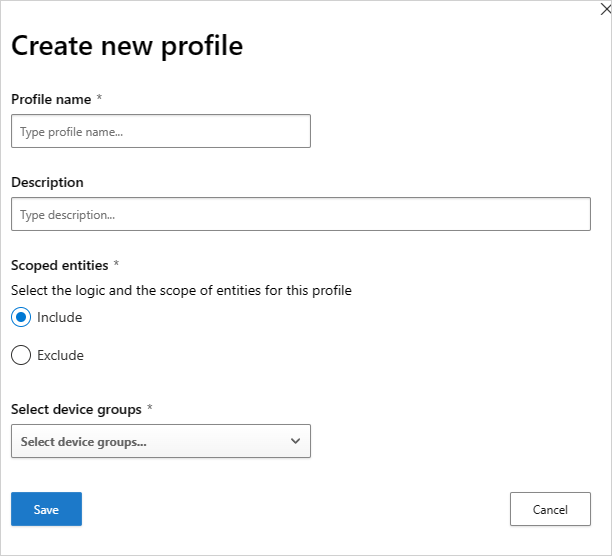 Create new profile
Profile name *
Type profile name...
Description
Type description...
Scoped entities *
Select the logic and the scope of entities for this profile
Include
Exclude
Select device groups *
Select device groups...
Save
Cancel